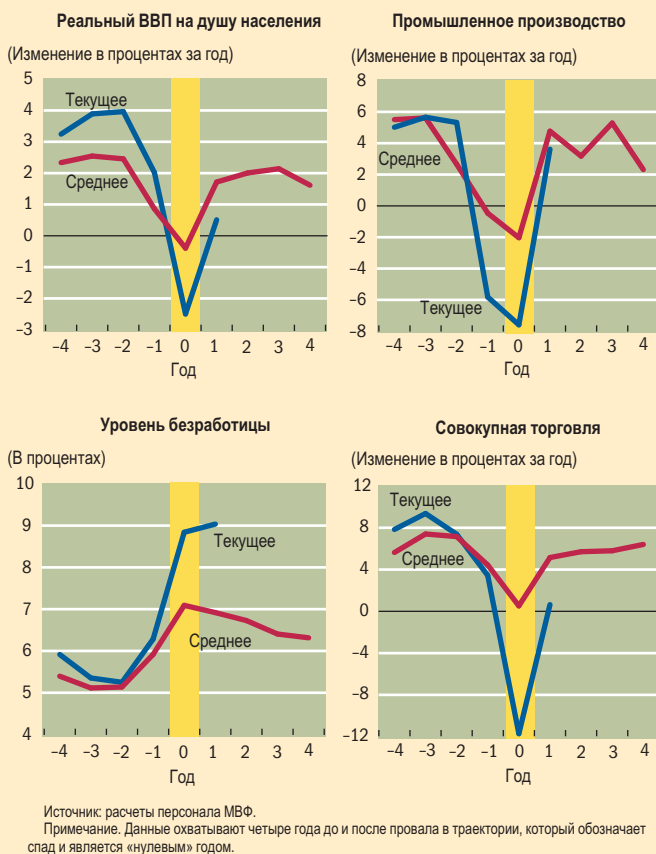 Реальный ВВП на душу населения
(Изменение в процентах за год)
5
4
3
2
1
0
–1
–2
–3
Текущее
Среднее
–4 –3 –2 –1 0 1 2 3 4
Год
Промышленное производство
(Изменение в процентах за год)
8
6
4
2
0
–2
–4
–6
–8
Среднее
Текущее
–4 –3 –2 –1 0 1 2 3 4
Год
Уровень безработицы
(В процентах)
10
9
8
7
6
5
4
Текущее
Среднее
–4 –3 –2 –1 0 1 2 3 4
Год
Совокупная торговля
(Изменение в процентах за год)
12
8
4
0
–4
–8
–12
Текущее
Среднее
–4 –3 –2 –1 0 1 2 3 4
Год
Источник: расчеты персонала МВФ.
Примечание. Данные охватывают четыре года до и после провала в траектории, который обозначает
спад и является «нулевым» годом.